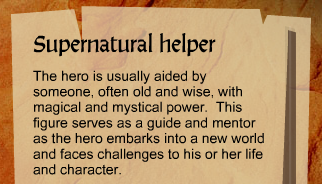 Supernatural helper
The hero is usually aided by
someone, often old and wise, with
magical and mystical power.  This
figure serves as a guide and mentor
as the hero embarks into a new world
and faces challenges to his or her life
and character.